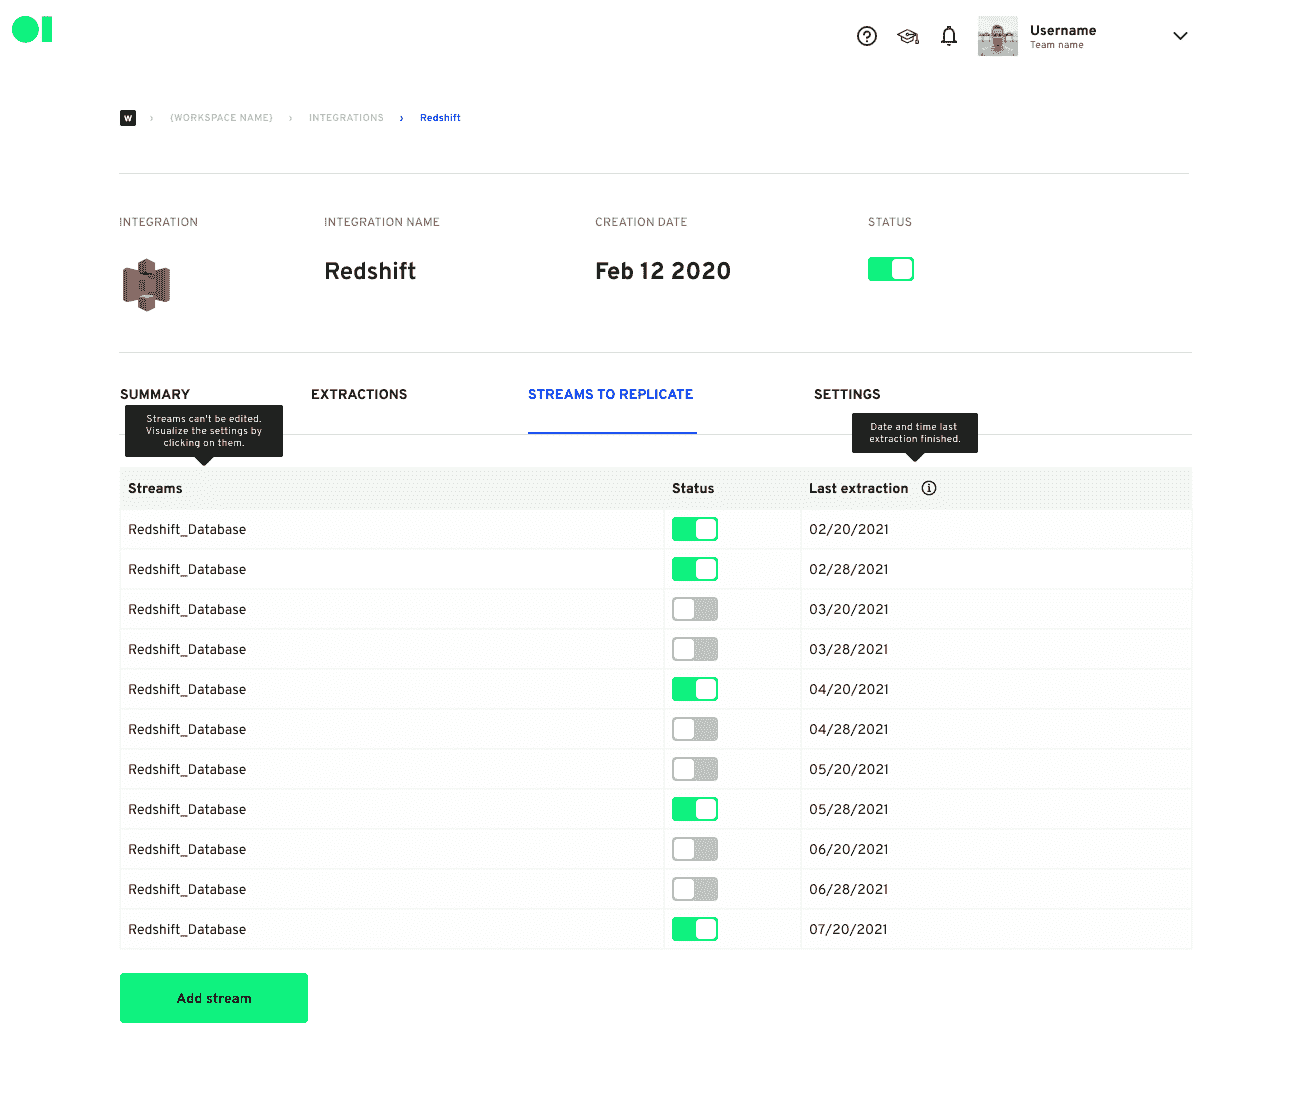 Username
Team name
W > {WORKSPACE NAME} > INTEGRATIONS > Redshift
INTEGRATION INTEGRATION NAME CREATION DATE STATUS
Redshift Feb 12 2020
SUMMARY EXTRACTIONS STREAMS TO REPLICATE SETTINGS
Streams can't be edited.
Visualize the settings by
clicking on them.
Date and time last
extraction finished.
Streams Status Last extraction
Redshift_Database 02/20/2021
Redshift_Database 02/28/2021
Redshift_Database 03/20/2021
Redshift_Database 03/28/2021
Redshift_Database 04/20/2021
Redshift_Database 04/28/2021
Redshift_Database 05/20/2021
Redshift_Database 05/28/2021
Redshift_Database 06/20/2021
Redshift_Database 06/28/2021
Redshift_Database 07/20/2021
Add stream